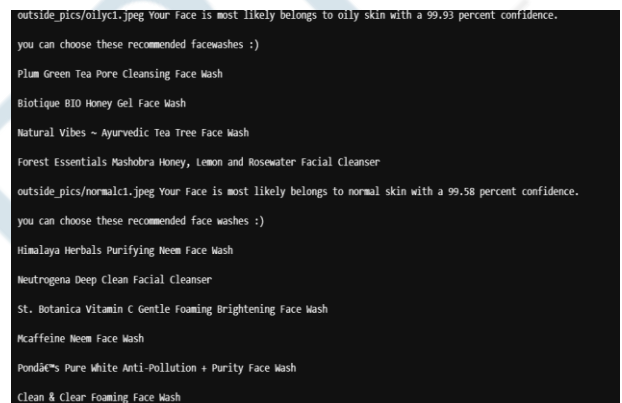 outside_pics/oilyc1.jpeg Your Face is most likely belongs to oily skin with a 99.93 percent confidence.
you can choose these recommended facewashes :)
Plum Green Tea Pore Cleansing Face Wash
Biotique BIO Honey Gel Face Wash
Natural Vibes ~ Ayurvedic Tea Tree Face Wash
Forest Essentials Mashobra Honey, Lemon and Rosewater Facial Cleanser
outside_pics/normalc1.jpeg Your Face is most likely belongs to normal skin with a 99.58 percent confidence.
you can choose these recommended face washes :)
Himalaya Herbals Purifying Neem Face Wash
Neutrogena Deep Clean Facial Cleanser
St. Botanica Vitamin C Gentle Foaming Brightening Face Wash
Mcaffeine Neem Face Wash
Pondâ€™s Pure White Anti-Pollution + Purity Face Wash
Clean & Clear Foaming Face Wash